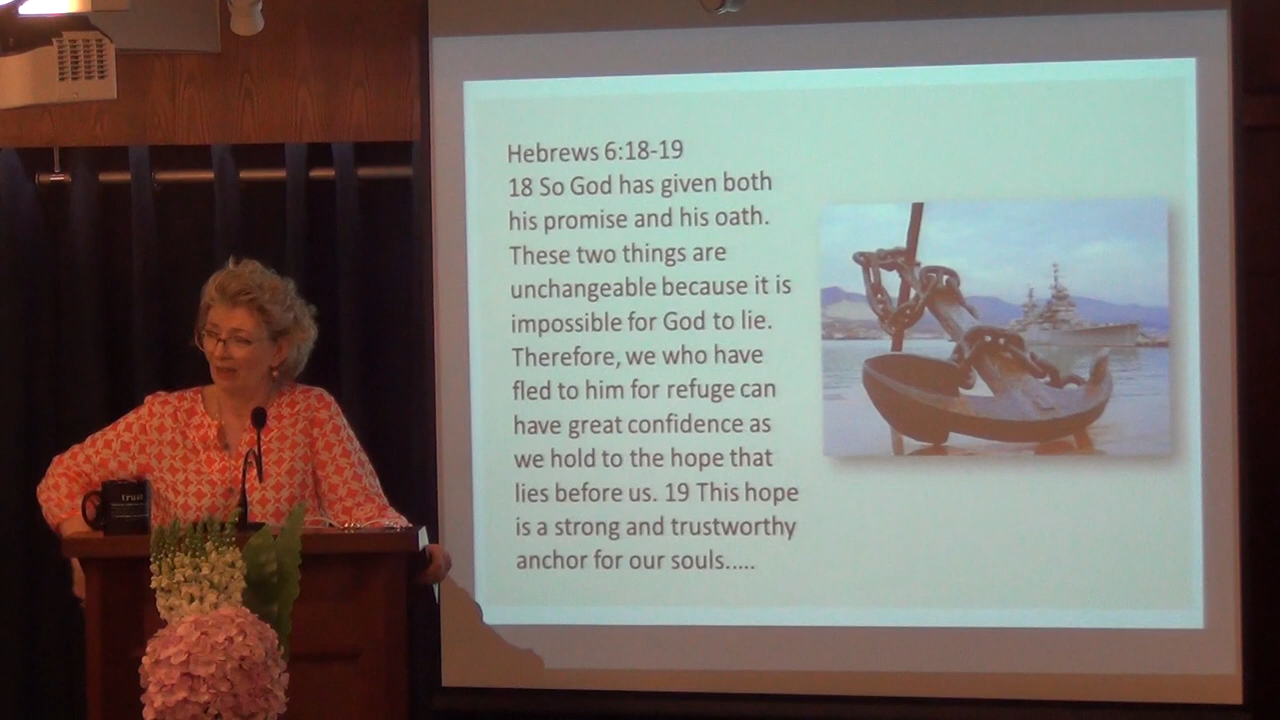 Hebrews 6:18-19
18 So God has given both
his promise and his oath.
These two things are
unchangeable because it is
impossible for God to lie.
Therefore, we who have
fled to him for refuge can
have great confidence as
we hold to the hope that
lies before us. 19 This hope
is a strong and trustworthy
anchor for our souls.....
trust